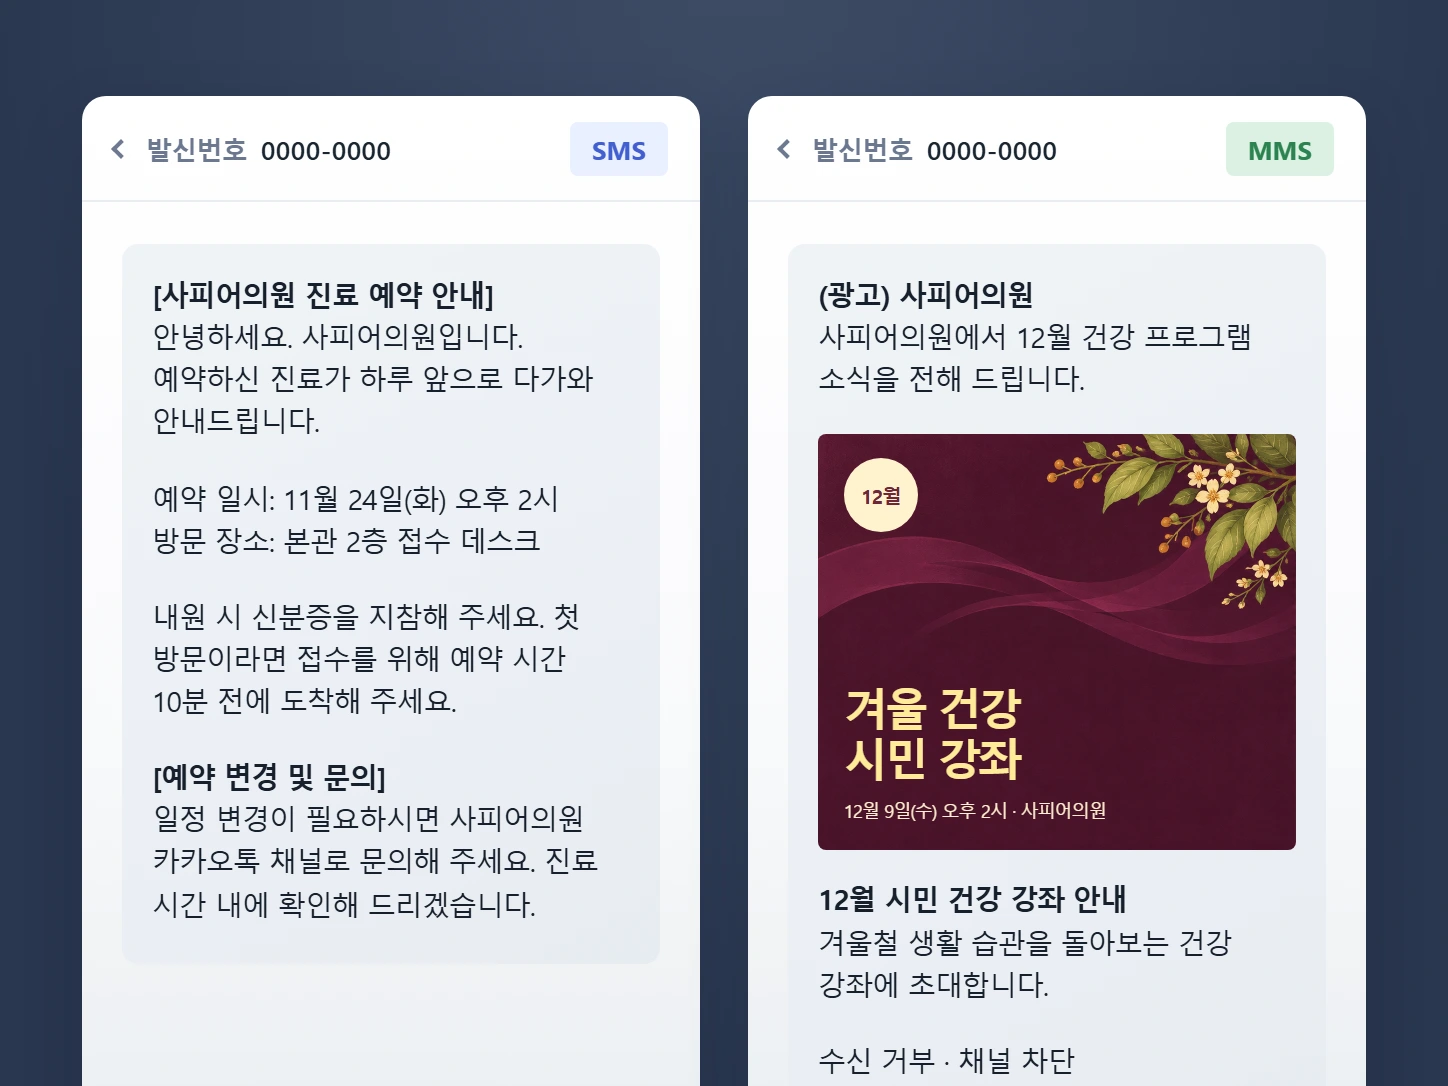 발신번호 0000-0000
SMS
[사피어의원 진료 예약 안내]
안녕하세요. 사피어의원입니다.
예약하신 진료가 하루 앞으로 다가와
안내드립니다.
예약 일시: 11월 24일(화) 오후 2시
방문 장소: 본관 2층 접수 데스크
내원 시 신분증을 지참해 주세요. 첫
방문이라면 접수를 위해 예약 시간
10분 전에 도착해 주세요.
[예약 변경 및 문의]
일정 변경이 필요하시면 사피어의원
카카오톡 채널로 문의해 주세요. 진료
시간 내에 확인해 드리겠습니다.
발신번호 0000-0000
MMS
(광고) 사피어의원
사피어의원에서 12월 건강 프로그램
소식을 전해 드립니다.
12월
겨울 건강
시민 강좌
12월 9일(수) 오후 2시 · 사피어의원
12월 시민 건강 강좌 안내
겨울철 생활 습관을 돌아보는 건강
강좌에 초대합니다.
수신 거부 · 채널 차단